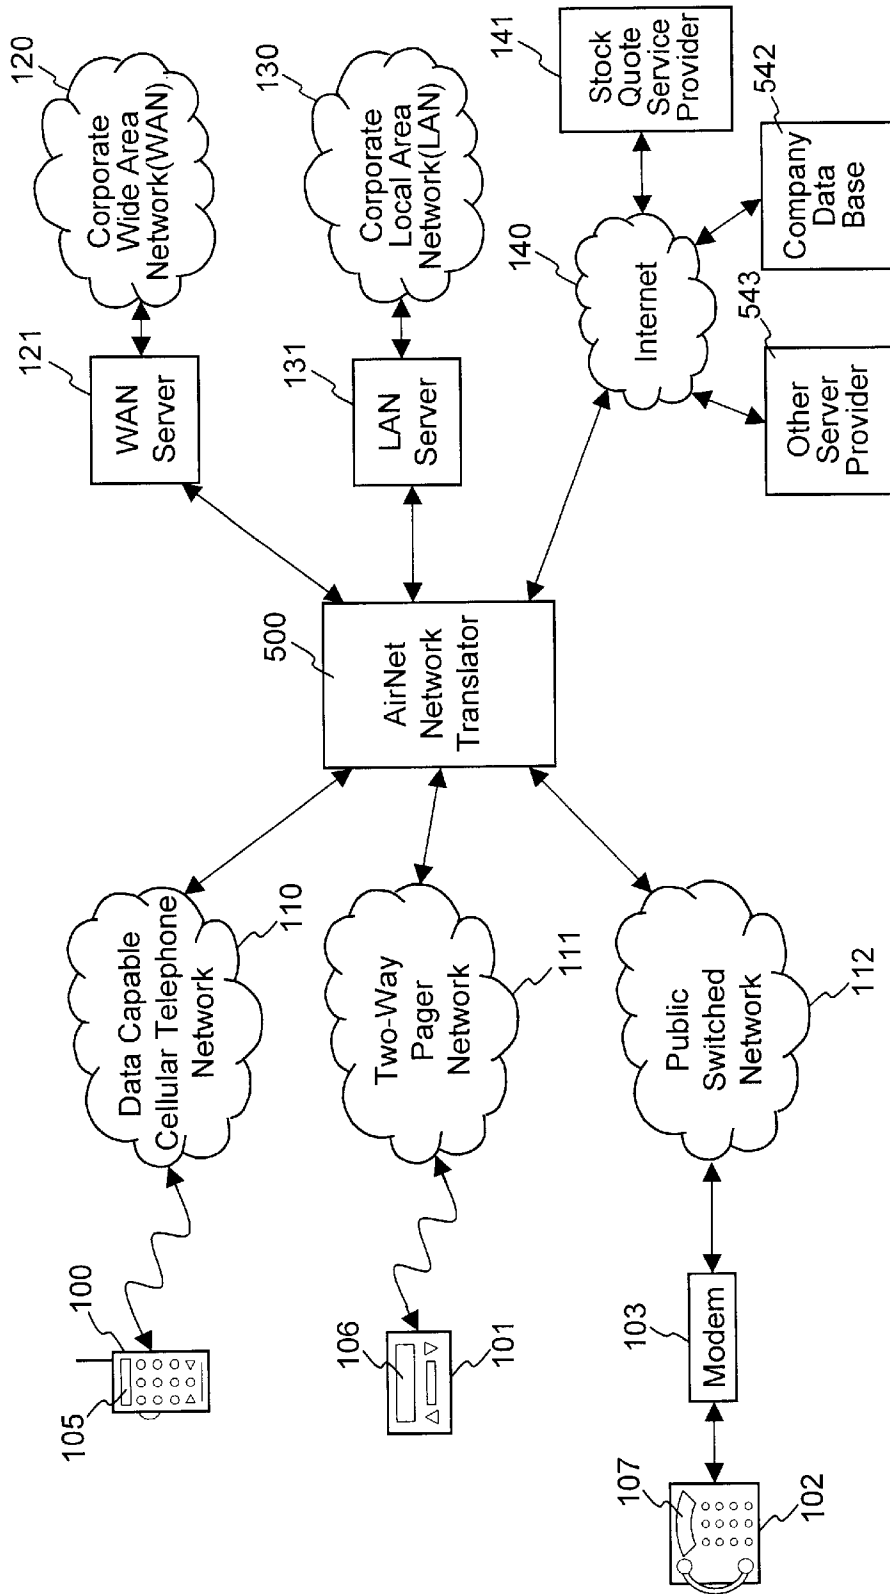 100
105
Data Capable
Cellular Telephone
Network
110
106
101
Two-Way
Pager
Network
111
107
102
103
Modem
Public
Switched
Network
112
500
AirNet
Network
Translator
121
WAN
Server
120
Corporate
Wide Area
Network(WAN)
131
LAN
Server
130
Corporate
Local Area
Network(LAN)
140
Internet
141
Stock
Quote
Service
Provider
543
Other
Server
Provider
542
Company
Data
Base